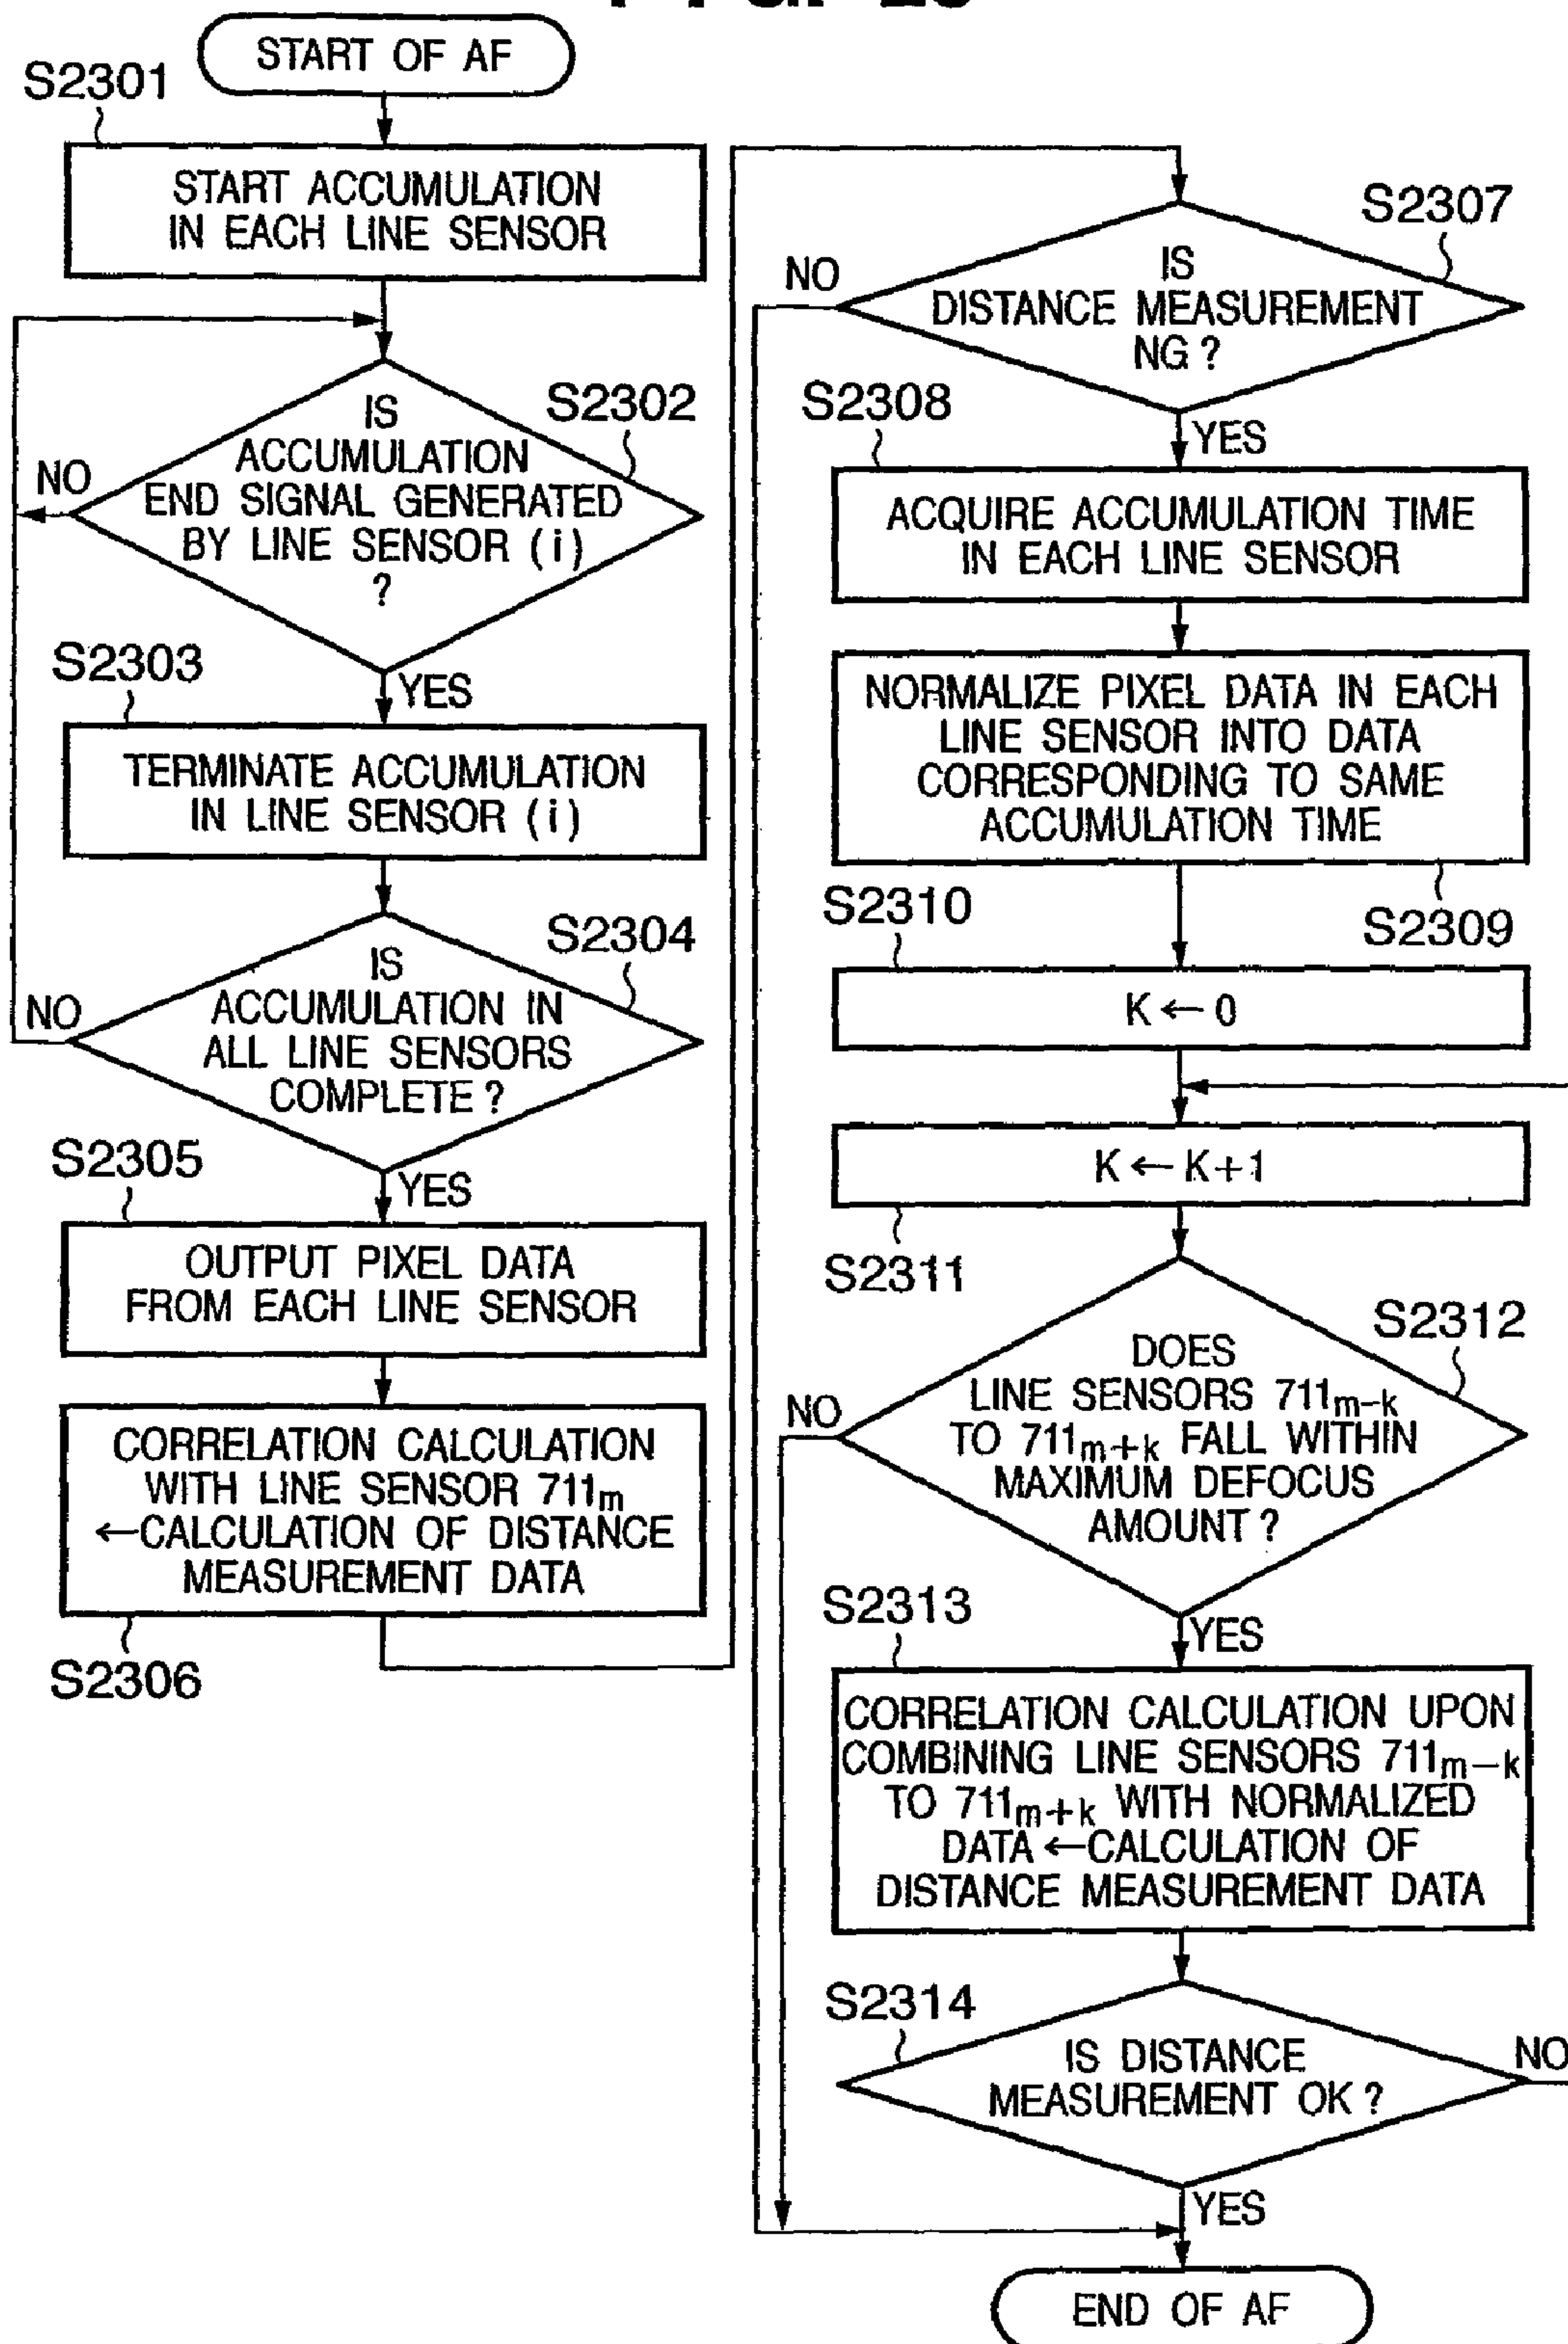 START OF AF
S2301
START ACCUMULATION
IN EACH LINE SENSOR
S2302
IS
ACCUMULATION
END SIGNAL GENERATED
BY LINE SENSOR (i)
?
NO
YES
S2303
TERMINATE ACCUMULATION
IN LINE SENSOR (i)
S2304
IS
ACCUMULATION IN
ALL LINE SENSORS
COMPLETE ?
NO
YES
S2305
OUTPUT PIXEL DATA
FROM EACH LINE SENSOR
CORRELATION CALCULATION
WITH LINE SENSOR 711m
←CALCULATION OF DISTANCE
MEASUREMENT DATA
S2306
S2307
IS
DISTANCE MEASUREMENT
NG ?
NO
YES
S2308
ACQUIRE ACCUMULATION TIME
IN EACH LINE SENSOR
NORMALIZE PIXEL DATA IN EACH
LINE SENSOR INTO DATA
CORRESPONDING TO SAME
ACCUMULATION TIME
S2309
S2310
K ← 0
K ← K+1
S2311
S2312
DOES
LINE SENSORS 711m-k
TO 711m+k FALL WITHIN
MAXIMUM DEFOCUS
AMOUNT ?
NO
YES
S2313
CORRELATION CALCULATION UPON
COMBINING LINE SENSORS 711m-k
TO 711m+k WITH NORMALIZED
DATA ←CALCULATION OF
DISTANCE MEASUREMENT DATA
S2314
IS DISTANCE
MEASUREMENT OK ?
NO
YES
END OF AF